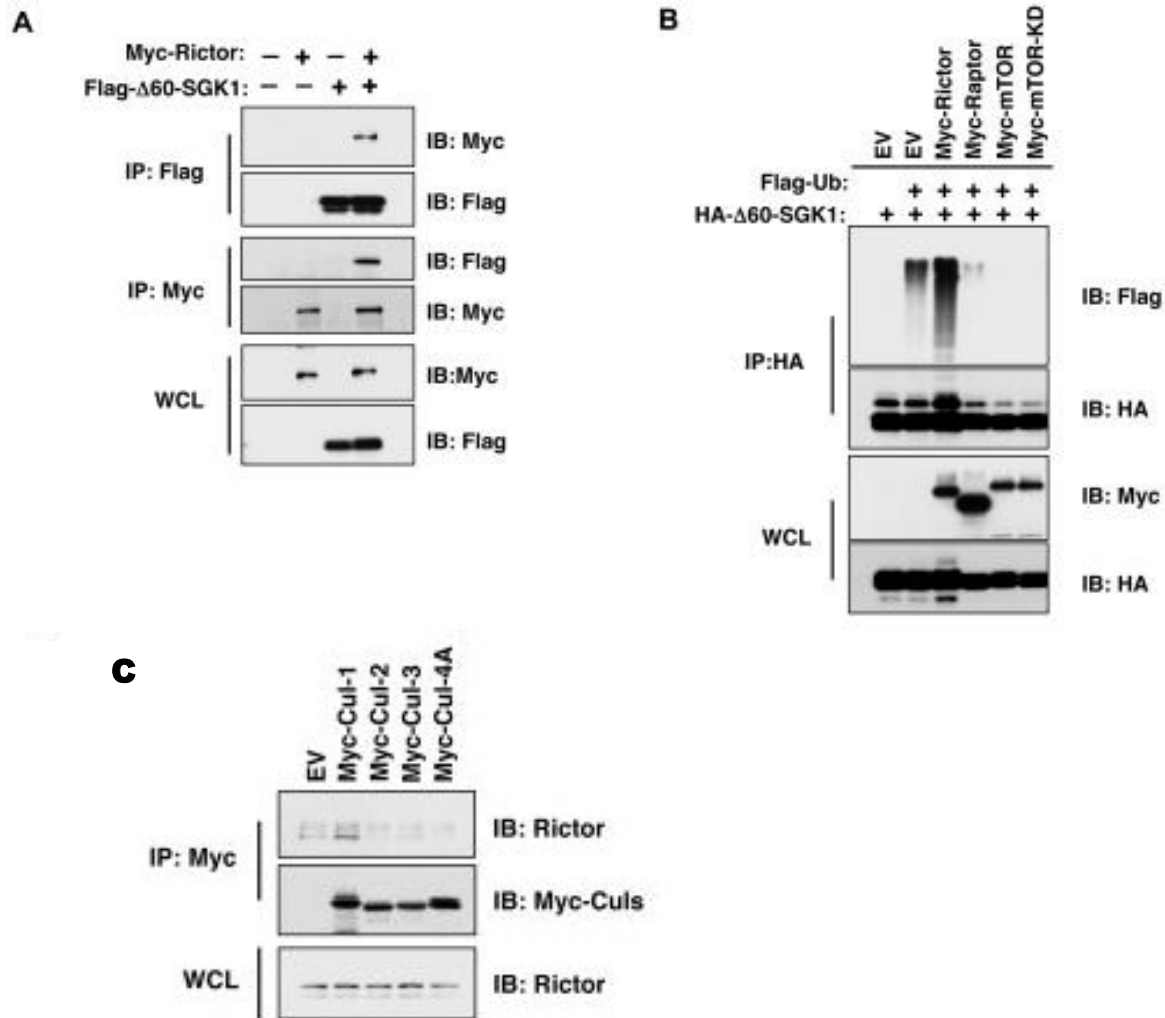 A
Myc-Rictor: – + – +
Flag-Δ60-SGK1: – – + +
IP: Flag
IB: Myc
IB: Flag
IP: Myc
IB: Flag
IB: Myc
WCL
IB:Myc
IB: Flag
B
EV
EV
Myc-Rictor
Myc-Raptor
Myc-mTOR
Myc-mTOR-KD
Flag-Ub: + + + + +
HA-Δ60-SGK1: + + + + + +
IP:HA
IB: Flag
IB: HA
WCL
IB: Myc
IB: HA
C
EV
Myc-Cul-1
Myc-Cul-2
Myc-Cul-3
Myc-Cul-4A
IP: Myc
IB: Rictor
IB: Myc-Culs
WCL
IB: Rictor